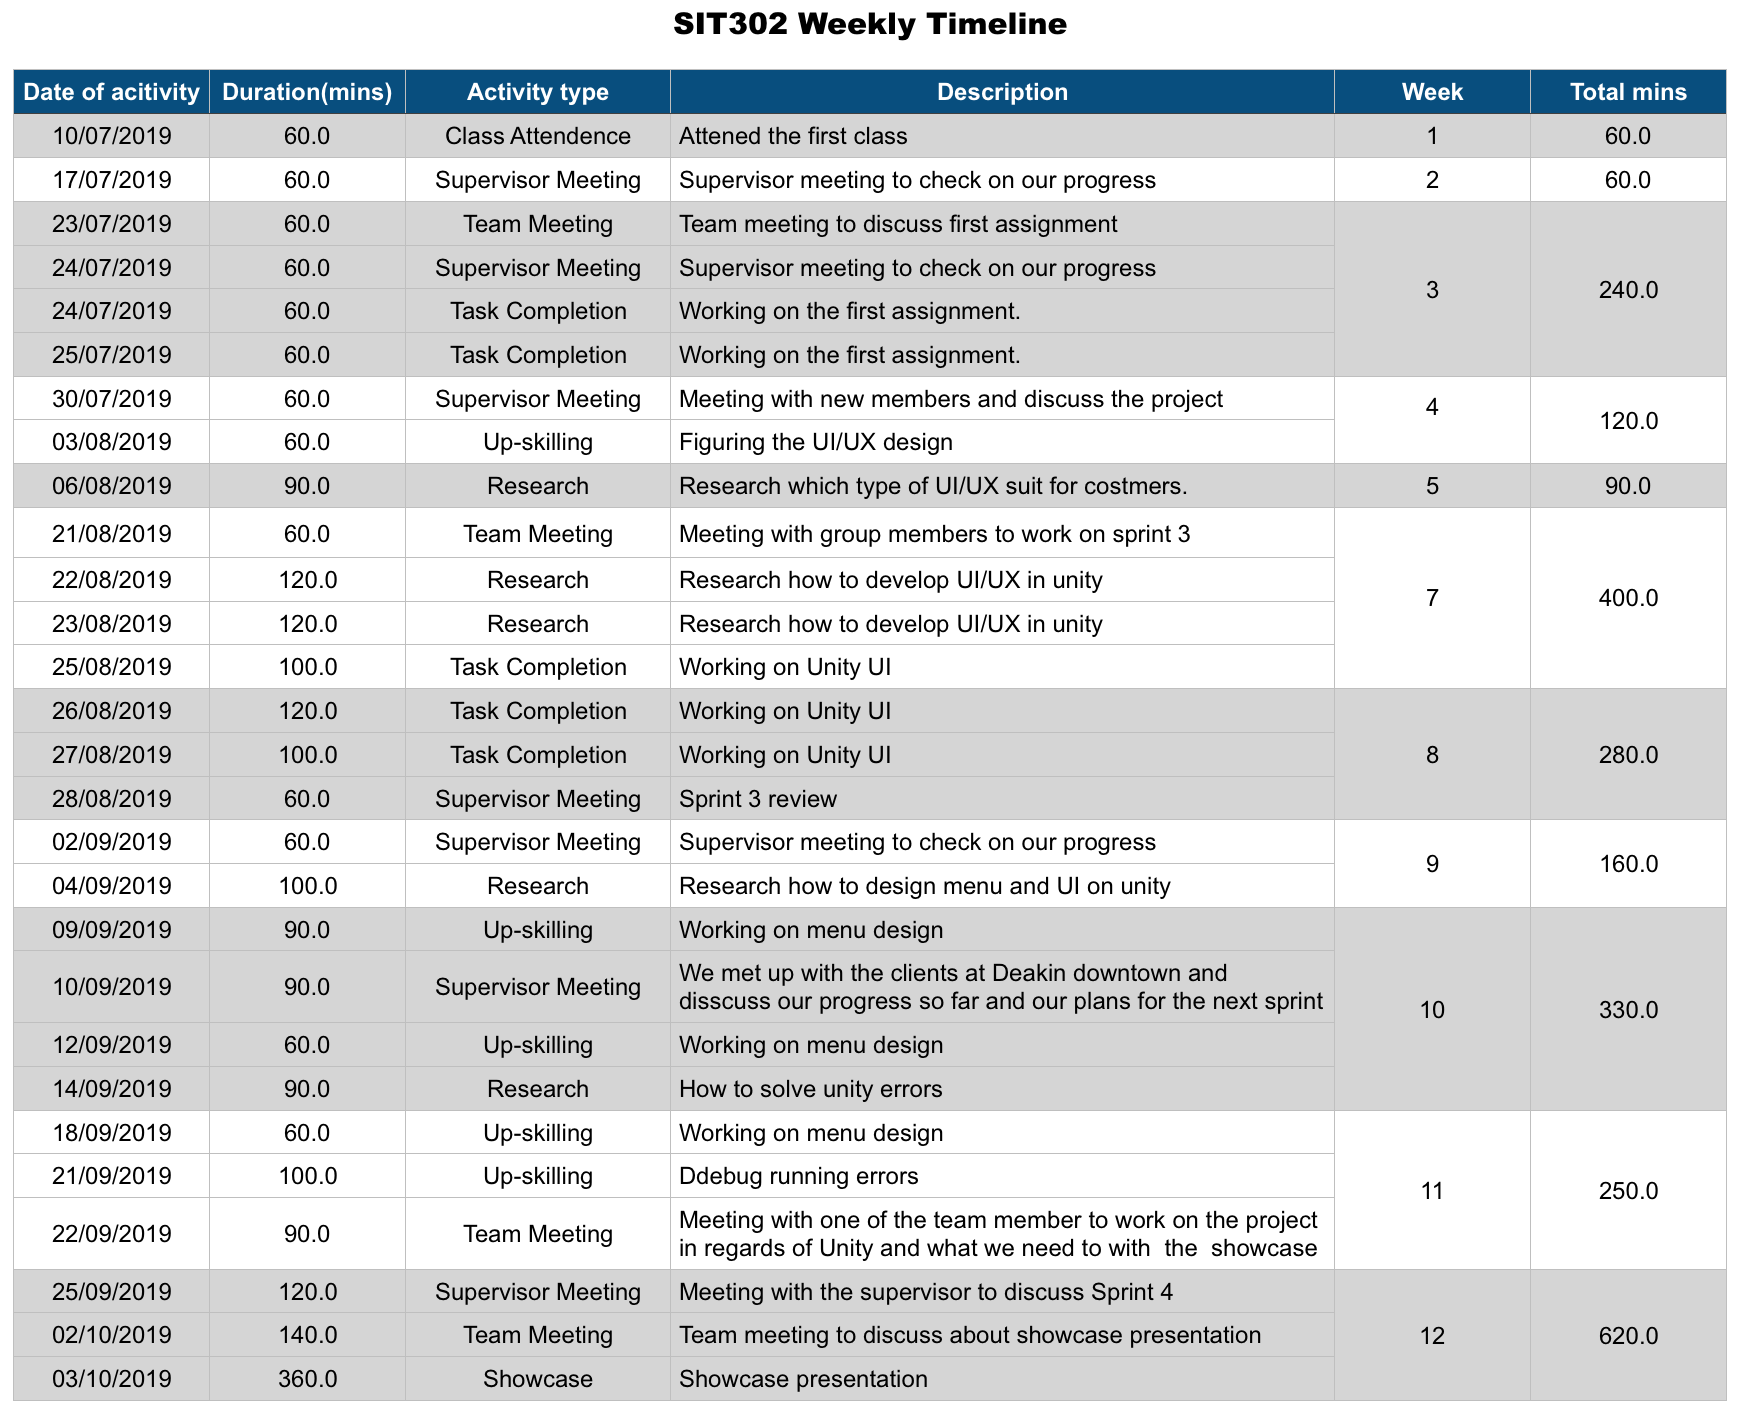 SIT302 Weekly Timeline
Date of acitivity Duration(mins) Activity type Description Week Total mins
10/07/2019 60.0 Class Attendence Attened the first class 1 60.0
17/07/2019 60.0 Supervisor Meeting Supervisor meeting to check on our progress 2 60.0
23/07/2019 60.0 Team Meeting Team meeting to discuss first assignment
24/07/2019 60.0 Supervisor Meeting Supervisor meeting to check on our progress
3 240.0
24/07/2019 60.0 Task Completion Working on the first assignment.
25/07/2019 60.0 Task Completion Working on the first assignment.
30/07/2019 60.0 Supervisor Meeting Meeting with new members and discuss the project 4
120.0
03/08/2019 60.0 Up-skilling Figuring the UI/UX design
06/08/2019 90.0 Research Research which type of UI/UX suit for costmers. 5 90.0
21/08/2019 60.0 Team Meeting Meeting with group members to work on sprint 3
22/08/2019 120.0 Research Research how to develop UI/UX in unity
7 400.0
23/08/2019 120.0 Research Research how to develop UI/UX in unity
25/08/2019 100.0 Task Completion Working on Unity UI
26/08/2019 120.0 Task Completion Working on Unity UI
27/08/2019 100.0 Task Completion Working on Unity UI 8 280.0
28/08/2019 60.0 Supervisor Meeting Sprint 3 review
02/09/2019 60.0 Supervisor Meeting Supervisor meeting to check on our progress
9 160.0
04/09/2019 100.0 Research Research how to design menu and UI on unity
09/09/2019 90.0 Up-skilling Working on menu design
10/09/2019 90.0 Supervisor Meeting We met up with the clients at Deakin downtown and
disscuss our progress so far and our plans for the next sprint
10 330.0
12/09/2019 60.0 Up-skilling Working on menu design
14/09/2019 90.0 Research How to solve unity errors
18/09/2019 60.0 Up-skilling Working on menu design
21/09/2019 100.0 Up-skilling Ddebug running errors
11 250.0
22/09/2019 90.0 Team Meeting Meeting with one of the team member to work on the project
in regards of Unity and what we need to with  the  showcase
25/09/2019 120.0 Supervisor Meeting Meeting with the supervisor to discuss Sprint 4
02/10/2019 140.0 Team Meeting Team meeting to discuss about showcase presentation 12 620.0
03/10/2019 360.0 Showcase Showcase presentation